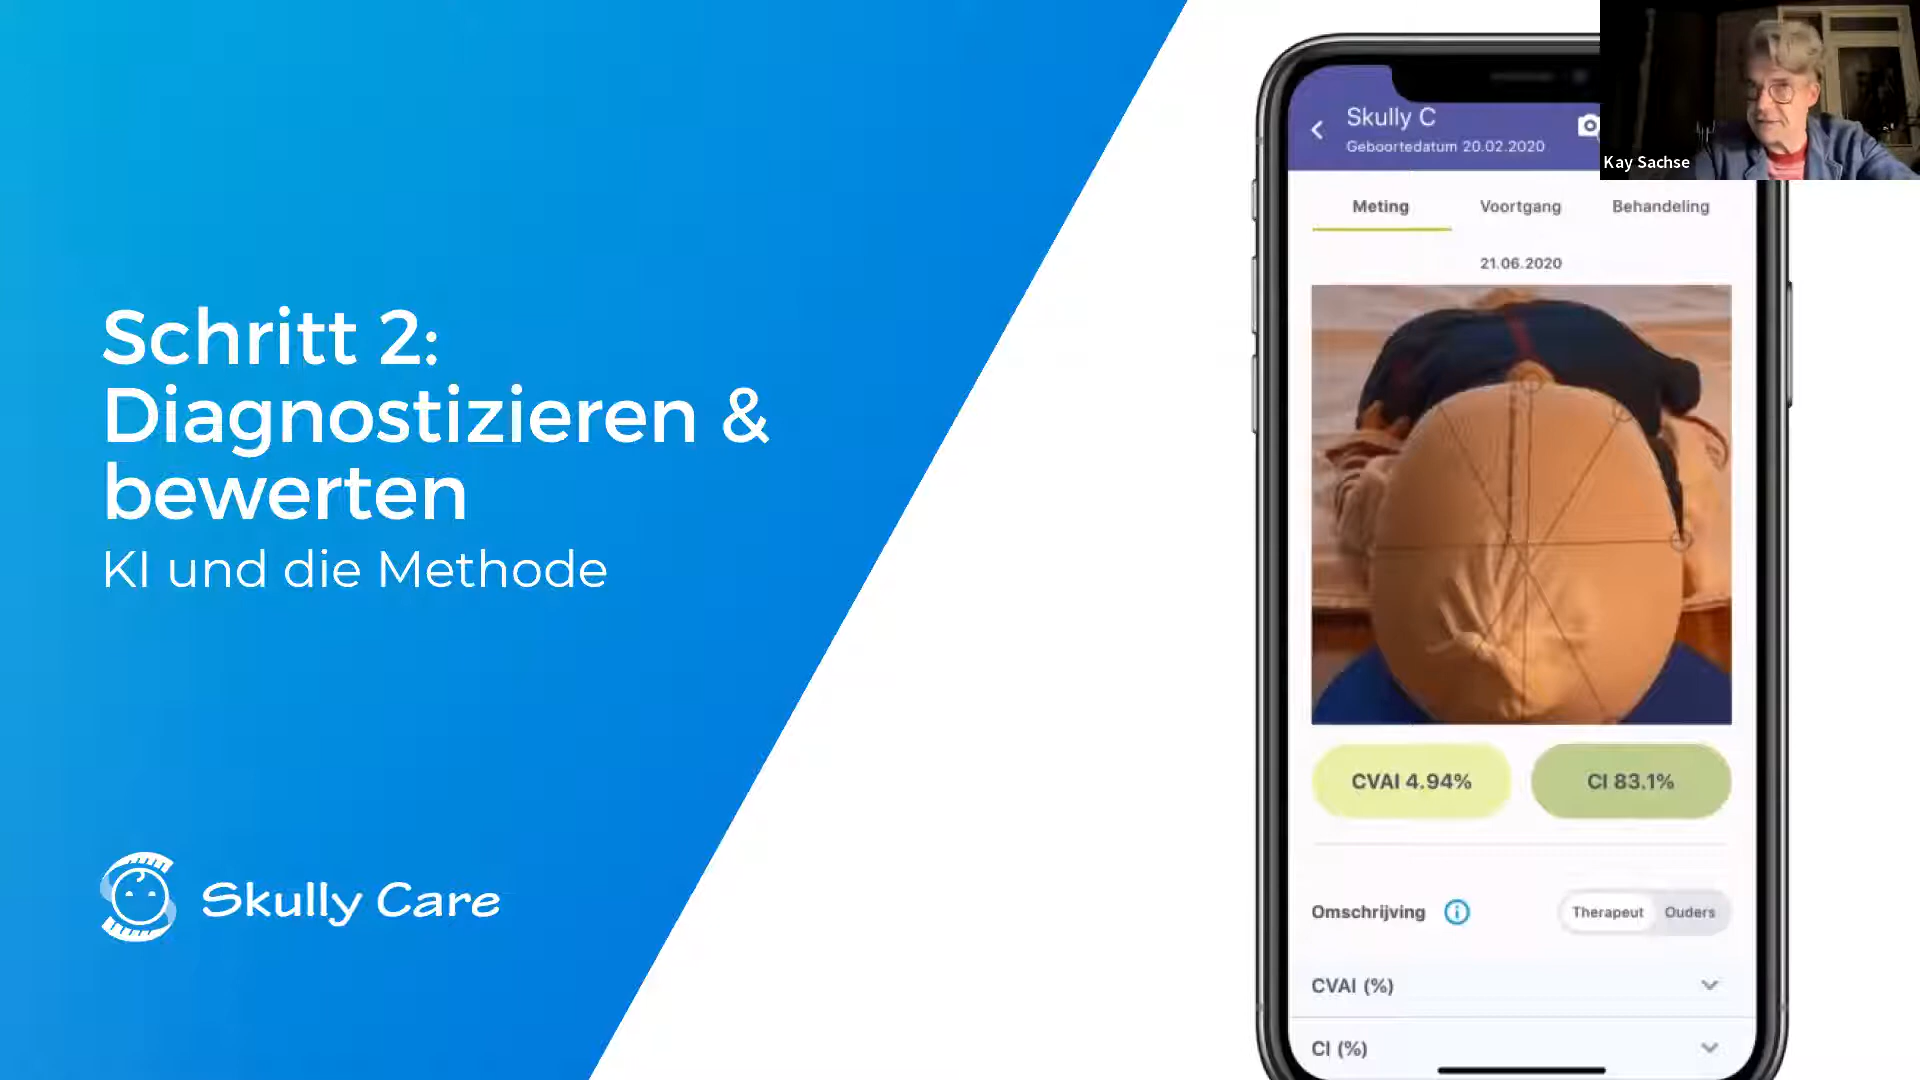 Schritt 2:
Diagnostizieren &
bewerten
KI und die Methode
Skully Care
Skully C
Geboortedatum 20.02.2020
Kay Sachse
Meting Voortgang Behandeling
21.06.2020
CVAI 4.94% CI 83.1%
Omschrijving Therapeut Ouders
CVAI (%)
CI (%)